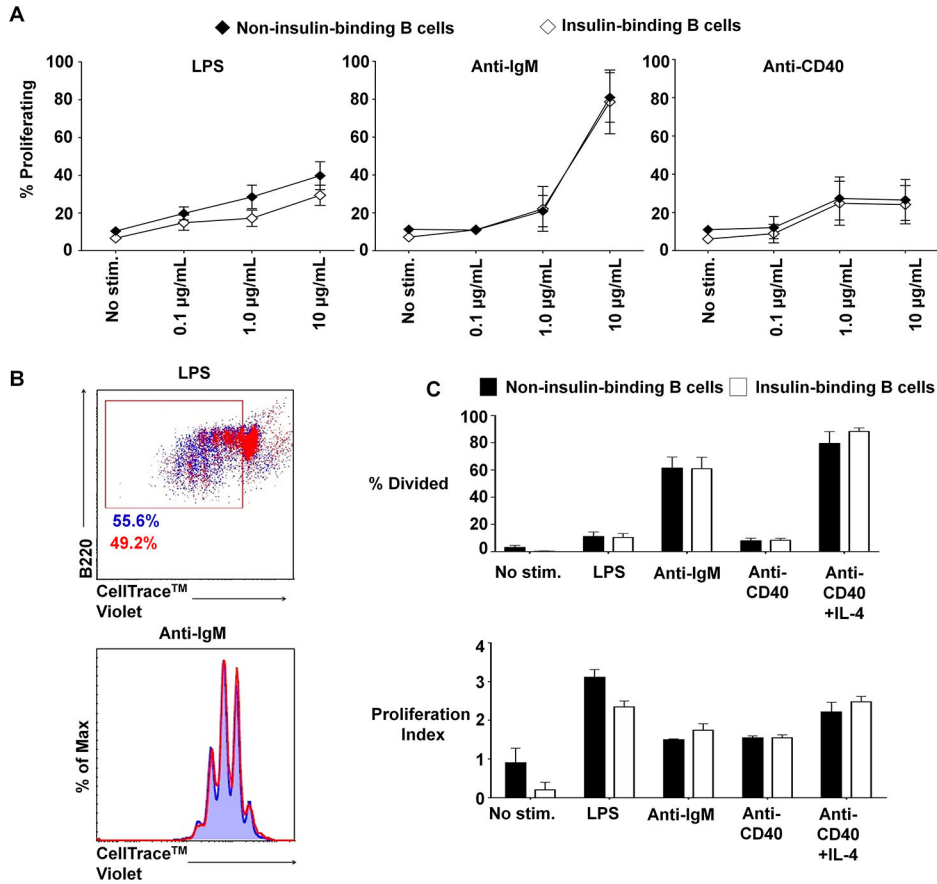 A
Non-insulin-binding B cells
Insulin-binding B cells
LPS
Anti-IgM
Anti-CD40
% Proliferating
100
80
60
40
20
0
No stim.
0.1 µg/mL
1.0 µg/mL
10 µg/mL
100
80
60
40
20
0
No stim.
0.1 µg/mL
1.0 µg/mL
10 µg/mL
100
80
60
40
20
0
No stim.
0.1 µg/mL
1.0 µg/mL
10 µg/mL
B
LPS
B220
55.6%
49.2%
CellTrace™
Violet
Anti-IgM
% of Max
CellTrace™
Violet
C
Non-insulin-binding B cells
Insulin-binding B cells
% Divided
100
80
60
40
20
0
No stim.
LPS
Anti-IgM
Anti-
CD40
Anti-
CD40
+IL-4
Proliferation
Index
4
3
2
1
0
No stim.
LPS
Anti-IgM
Anti-
CD40
Anti-
CD40
+IL-4